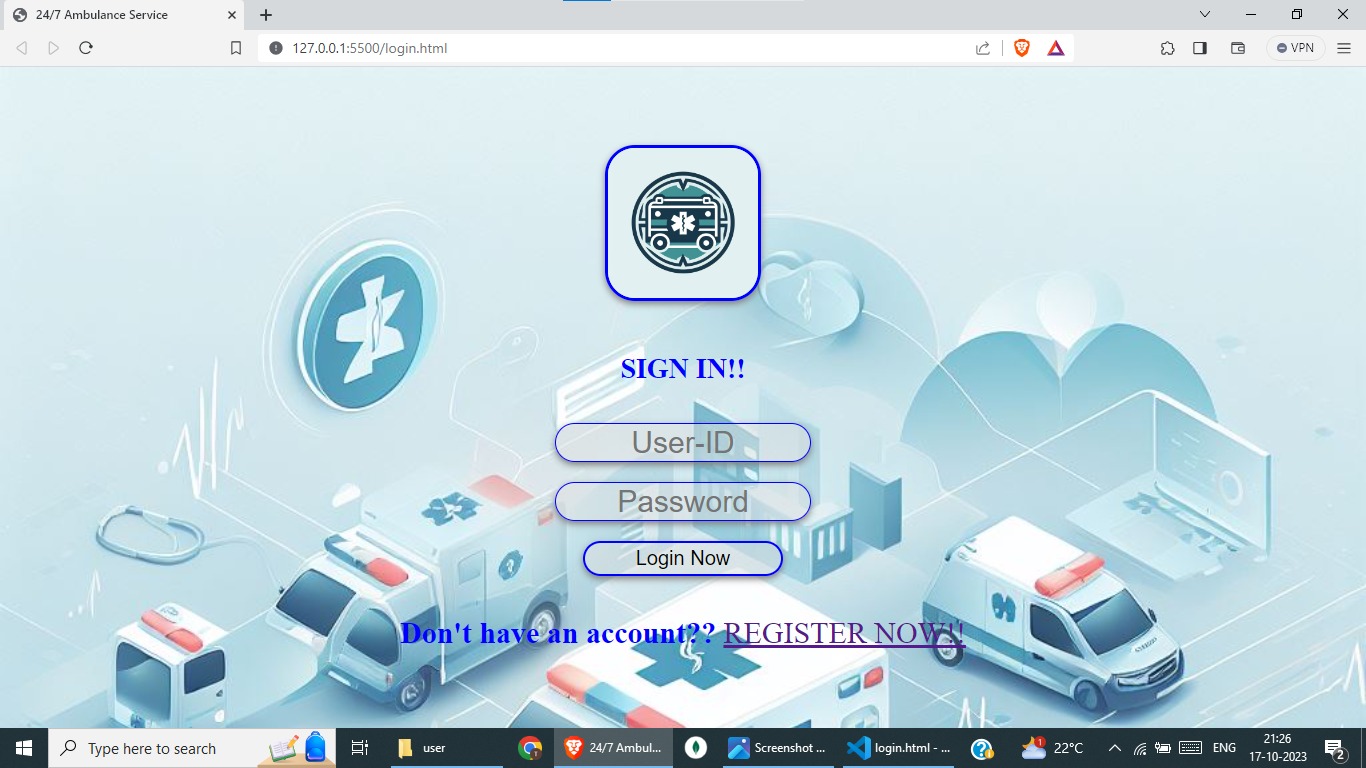 24/7 Ambulance Service
127.0.0.1:5500/login.html
VPN
SIGN IN!!
User-ID
Password
Login Now
Don't have an account?? REGISTER NOW!!
Type here to search
user
24/7 Ambul...
Screenshot ...
login.html - ...
1
22°C
ENG
21:26
17-10-2023
2